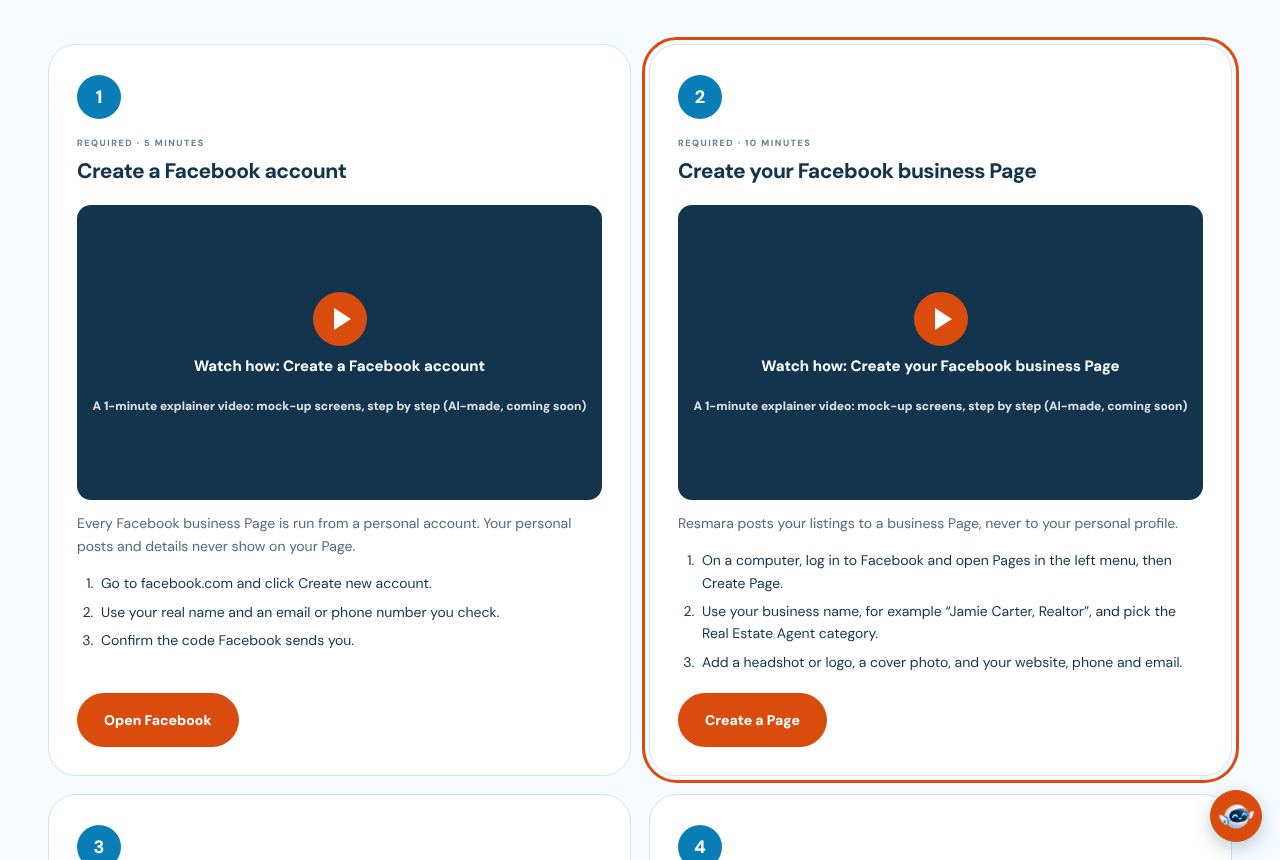 1
REQUIRED · 5 MINUTES
Create a Facebook account
Watch how: Create a Facebook account
A 1-minute explainer video: mock-up screens, step by step (AI-made, coming soon)
Every Facebook business Page is run from a personal account. Your personal
posts and details never show on your Page.
1. Go to facebook.com and click Create new account.
2. Use your real name and an email or phone number you check.
3. Confirm the code Facebook sends you.
Open Facebook
2
REQUIRED · 10 MINUTES
Create your Facebook business Page
Watch how: Create your Facebook business Page
A 1-minute explainer video: mock-up screens, step by step (AI-made, coming soon)
Resmara posts your listings to a business Page, never to your personal profile.
1. On a computer, log in to Facebook and open Pages in the left menu, then
Create Page.
2. Use your business name, for example “Jamie Carter, Realtor”, and pick the
Real Estate Agent category.
3. Add a headshot or logo, a cover photo, and your website, phone and email.
Create a Page
3
4